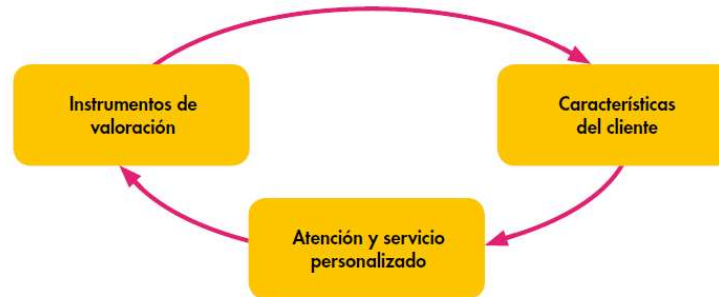 Instrumentos de
valoración
Características
del cliente
Atención y servicio
personalizado